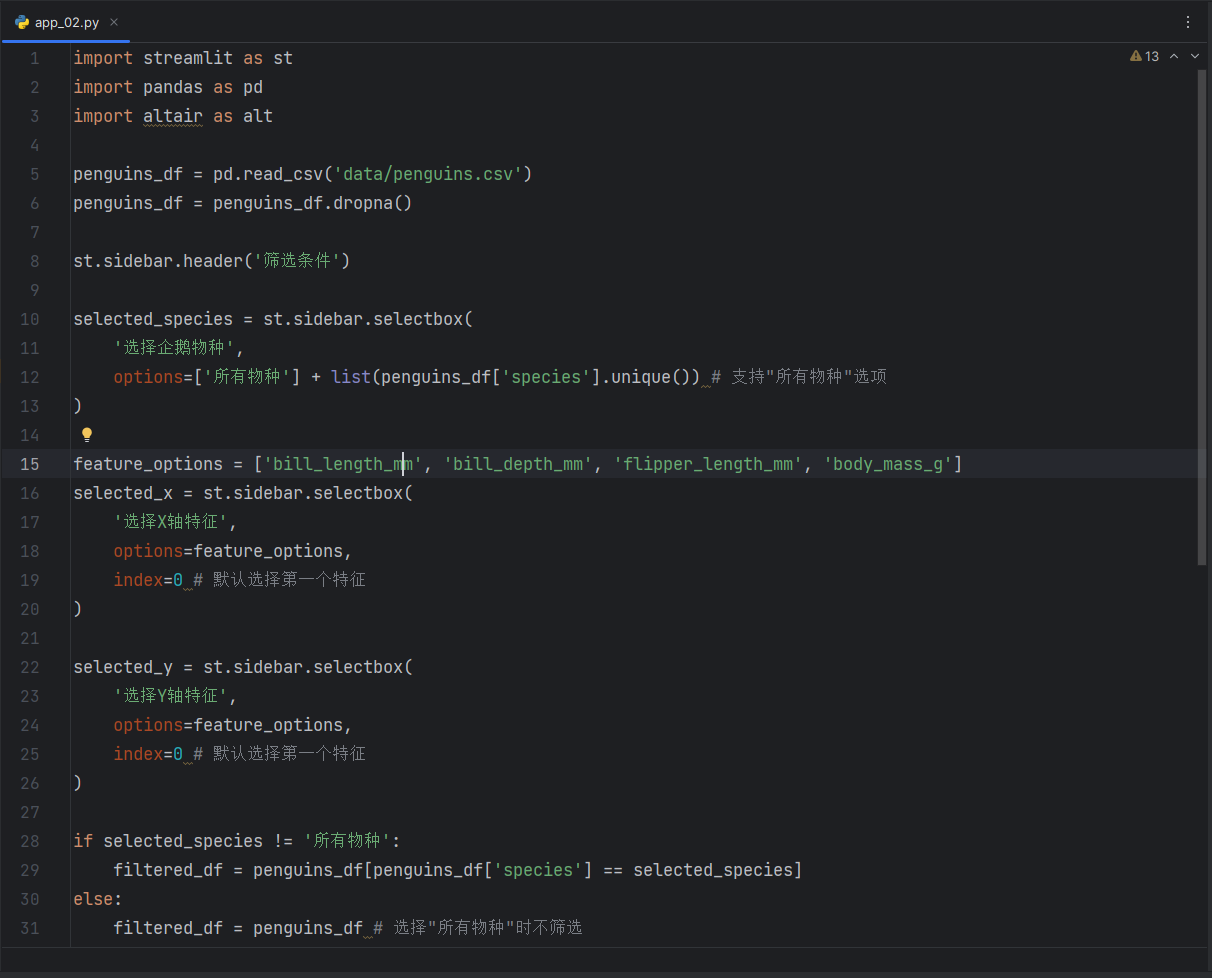 app_02.py
13
1 import streamlit as st
2 import pandas as pd
3 import altair as alt
4
5 penguins_df = pd.read_csv('data/penguins.csv')
6 penguins_df = penguins_df.dropna()
7
8 st.sidebar.header('筛选条件')
9
10 selected_species = st.sidebar.selectbox(
11     '选择企鹅物种',
12     options=['所有物种'] + list(penguins_df['species'].unique()) # 支持"所有物种"选项
13 )
14
15 feature_options = ['bill_length_mm', 'bill_depth_mm', 'flipper_length_mm', 'body_mass_g']
16 selected_x = st.sidebar.selectbox(
17     '选择X轴特征',
18     options=feature_options,
19     index=0 # 默认选择第一个特征
20 )
21
22 selected_y = st.sidebar.selectbox(
23     '选择Y轴特征',
24     options=feature_options,
25     index=0 # 默认选择第一个特征
26 )
27
28 if selected_species != '所有物种':
29     filtered_df = penguins_df[penguins_df['species'] == selected_species]
30 else:
31     filtered_df = penguins_df # 选择"所有物种"时不筛选